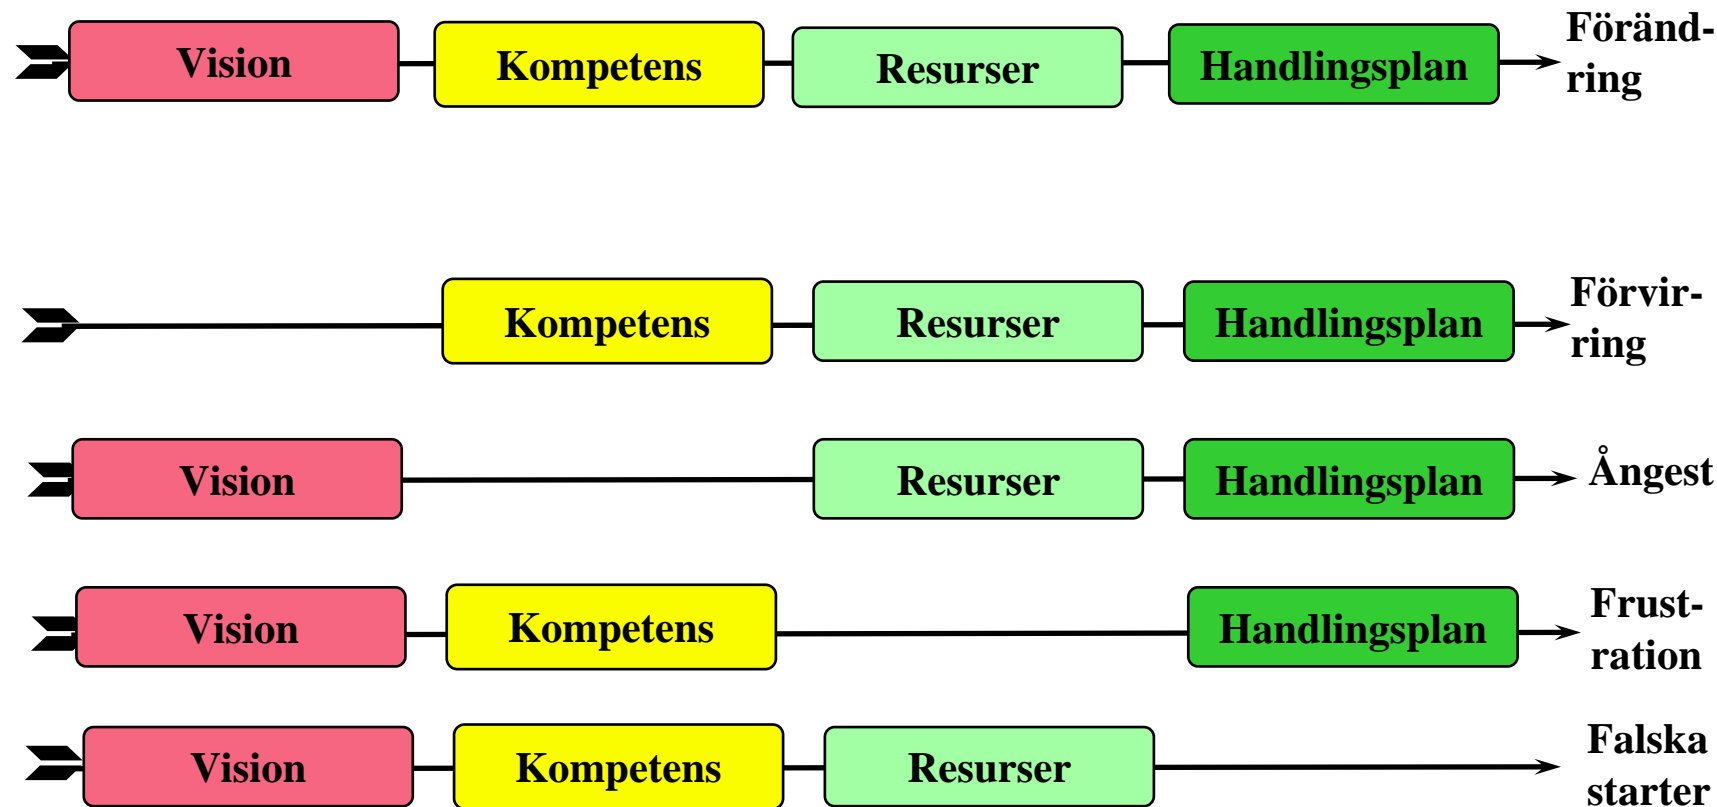 Vision Kompetens Resurser Handlingsplan Föränd-
ring
Kompetens Resurser Handlingsplan Förvir-
ring
Vision Resurser Handlingsplan Ångest
Vision Kompetens Handlingsplan Frust-
ration
Vision Kompetens Resurser Falska
starter